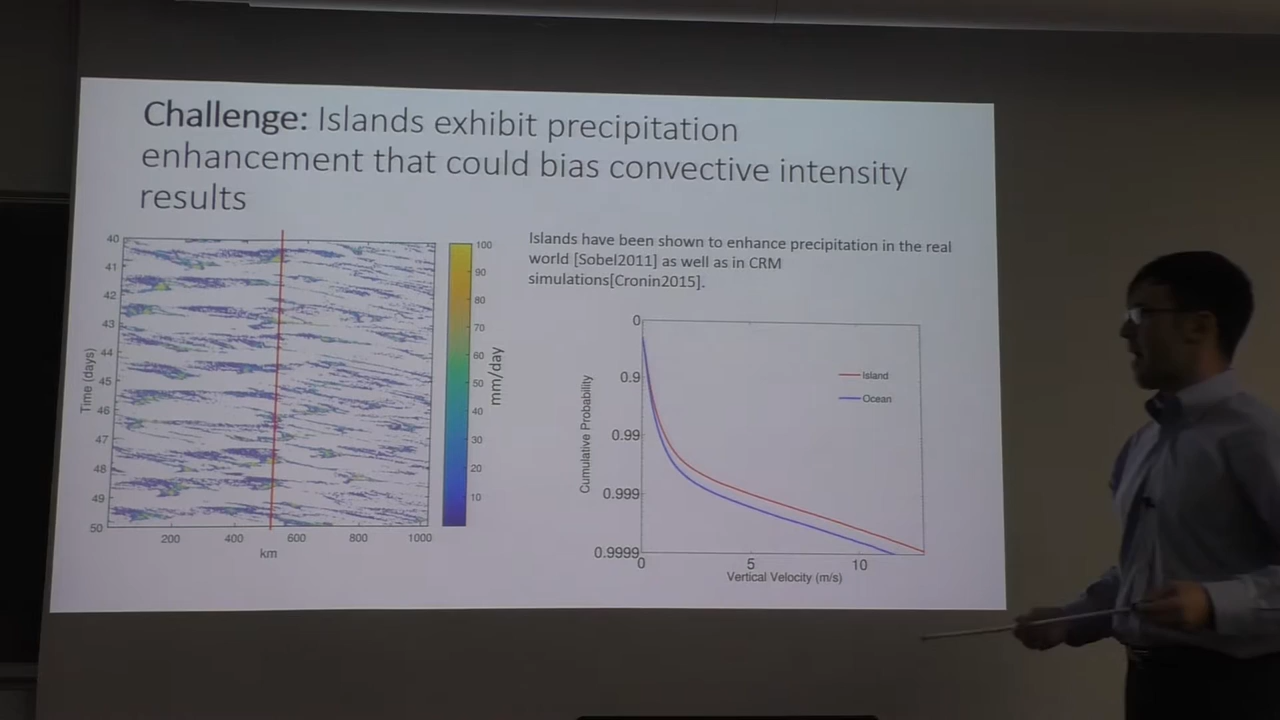 Challenge: Islands exhibit precipitation
enhancement that could bias convective intensity
results
Islands have been shown to enhance precipitation in the real
world [Sobel2011] as well as in CRM
simulations[Cronin2015].
40
41
42
43
44
45
46
47
48
49
50
Time (days)
200
400
600
800
1000
km
100
90
80
70
60
50
40
30
20
10
mm/day
0
0.9
0.99
0.999
0.9999
Cumulative Probability
Island
Ocean
0
5
10
Vertical Velocity (m/s)